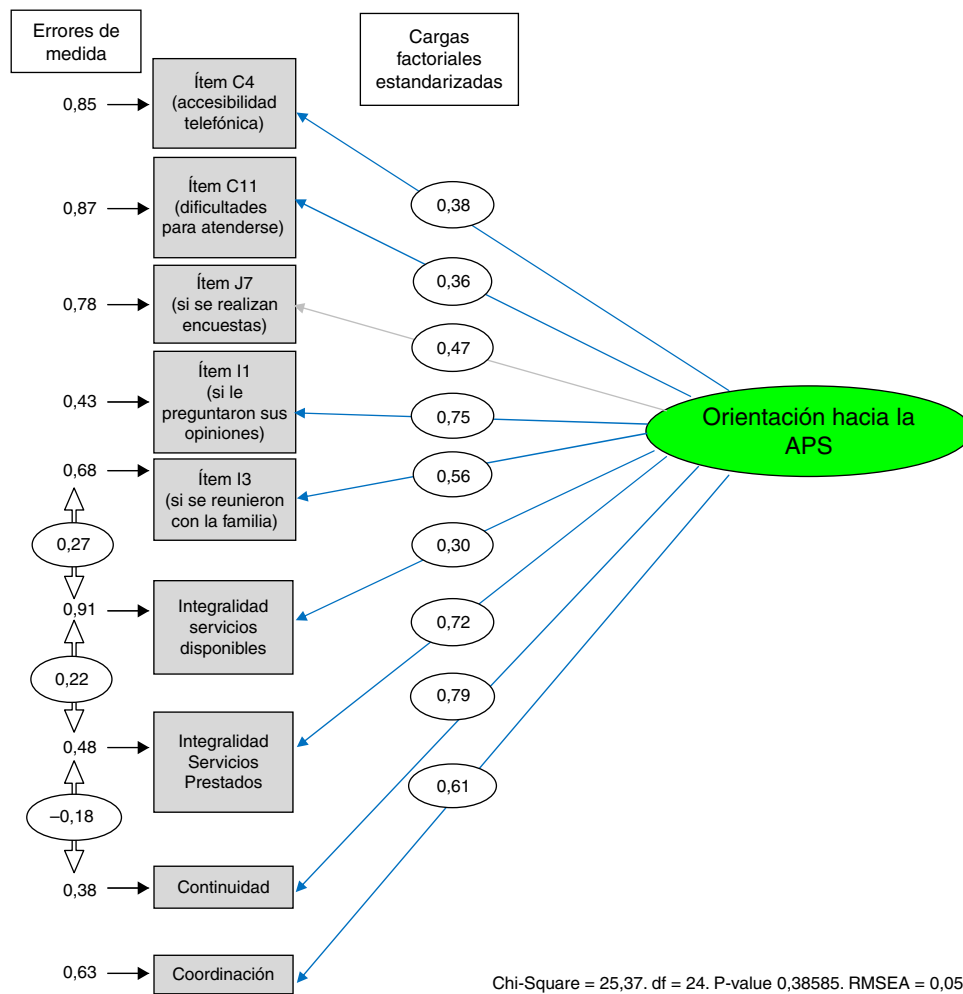 Errores de
medida
Cargas
factoriales
estandarizadas
0,85
Ítem C4
(accesibilidad
telefónica)
0,38
0,87
Ítem C11
(dificultades
para atenderse)
0,36
0,78
Ítem J7
(si se realizan
encuestas)
0,47
0,43
Ítem I1
(si le
preguntaron sus
opiniones)
0,75
Orientación hacia la
APS
0,68
Ítem I3
(si se reunieron
con la familia)
0,56
0,27
0,30
0,91
Integralidad
servicios
disponibles
0,72
0,22
0,79
0,48
Integralidad
Servicios
Prestados
0,61
–0,18
0,38
Continuidad
0,63
Coordinación
Chi-Square = 25,37. df = 24. P-value 0,38585. RMSEA = 0,05